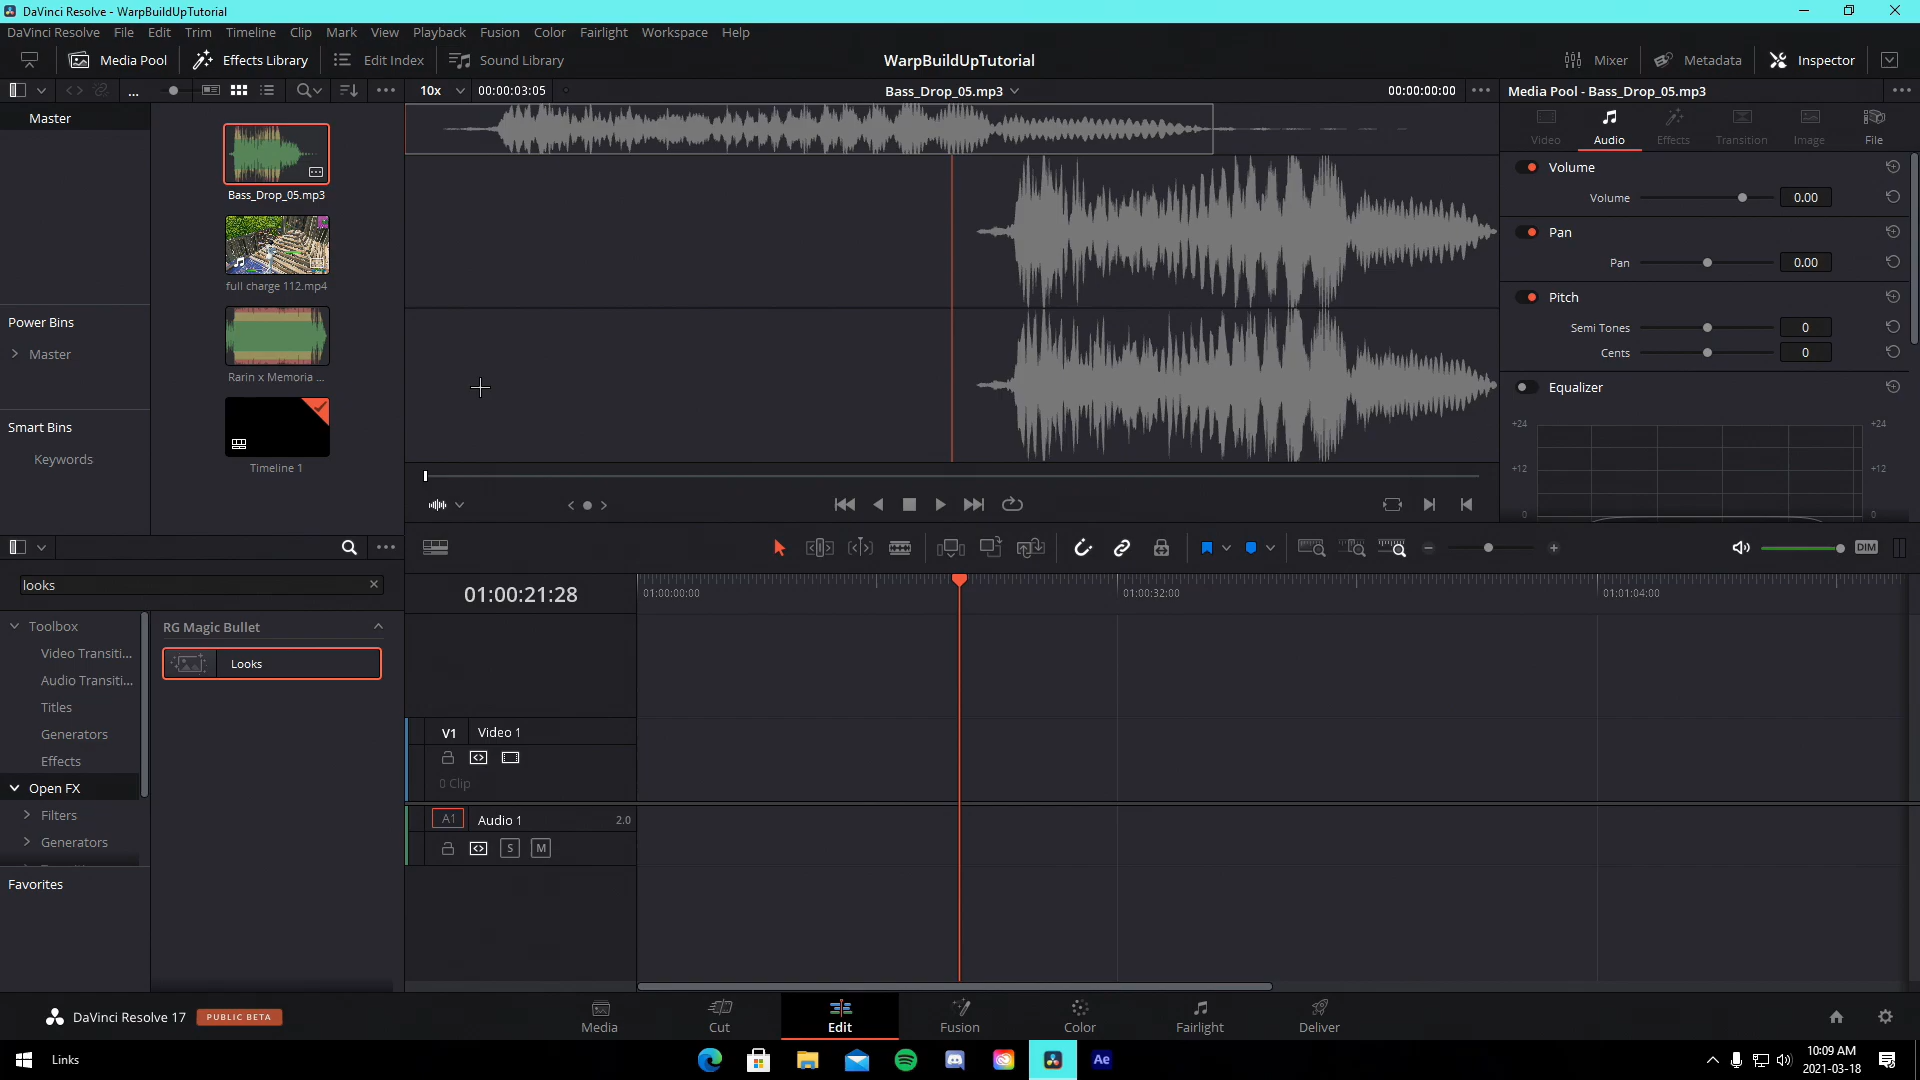 DaVinci Resolve - WarpBuildUpTutorial
DaVinci Resolve File Edit Trim Timeline Clip Mark View Playback Fusion Color Fairlight Workspace Help
Media Pool Effects Library Edit Index Sound Library WarpBuildUpTutorial Mixer Metadata Inspector
... 10x 00:00:03:05 Bass_Drop_05.mp3 00:00:00:00 Media Pool - Bass_Drop_05.mp3
Master
Video Audio Effects Transition Image File
Bass_Drop_05.mp3
full charge 112.mp4
Rarin x Memoria ...
Timeline 1
Power Bins
Master
Smart Bins
Keywords
Volume
Volume 0.00
Pan
Pan 0.00
Pitch
Semi Tones 0
Cents 0
Equalizer
+24 +24
+12 +12
0 0
looks
Toolbox
Video Transiti...
Audio Transiti...
Titles
Generators
Effects
Open FX
Filters
Generators
Favorites
RG Magic Bullet
Looks
DIM
01:00:21:28
01:00:00:00 01:00:32:00 01:01:04:00
V1 Video 1
0 Clip
A1 Audio 1 2.0
S M
DaVinci Resolve 17 PUBLIC BETA
Media Cut Edit Fusion Color Fairlight Deliver
Links
Ae
10:09 AM
2021-03-18